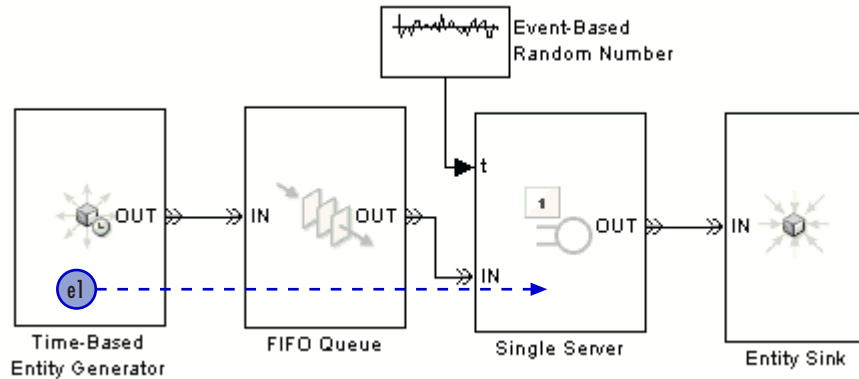 Event-Based
Random Number
OUT
IN
OUT
t
1
IN
OUT
IN
e1
Time-Based
Entity Generator
FIFO Queue
Single Server
Entity Sink